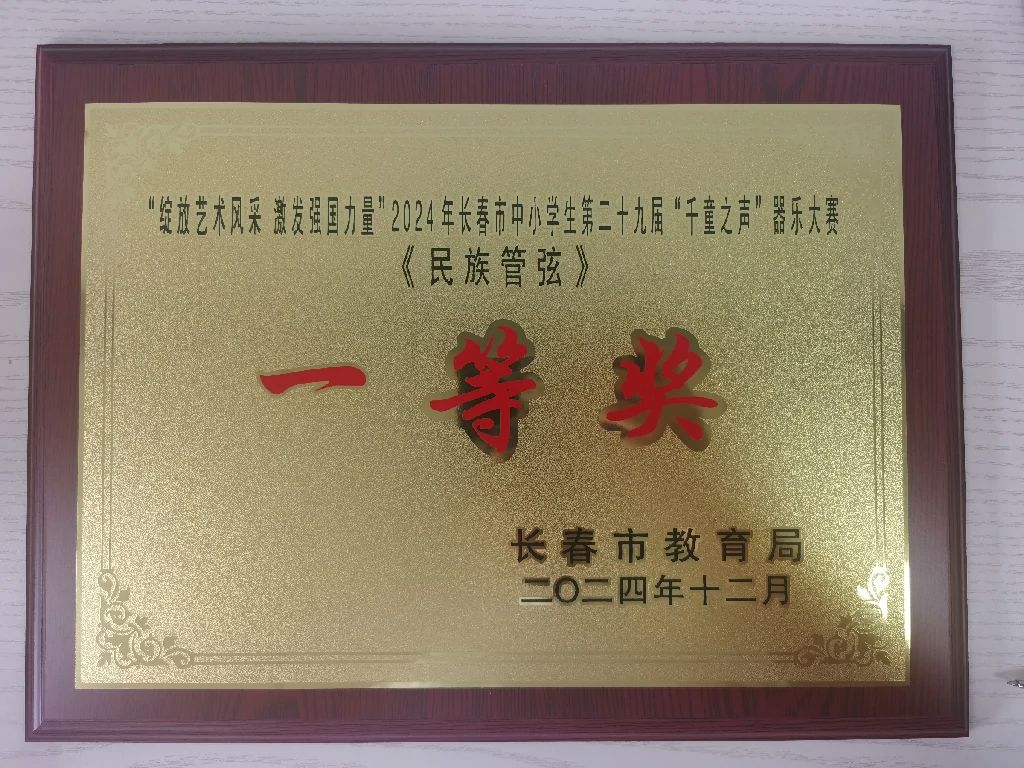 “绽放艺术风采 激发强国力量”2024年长春市中小学生第二十九届“千童之声”器乐大赛
《民族管弦》
一等奖
长春市教育局
二〇二四年十二月